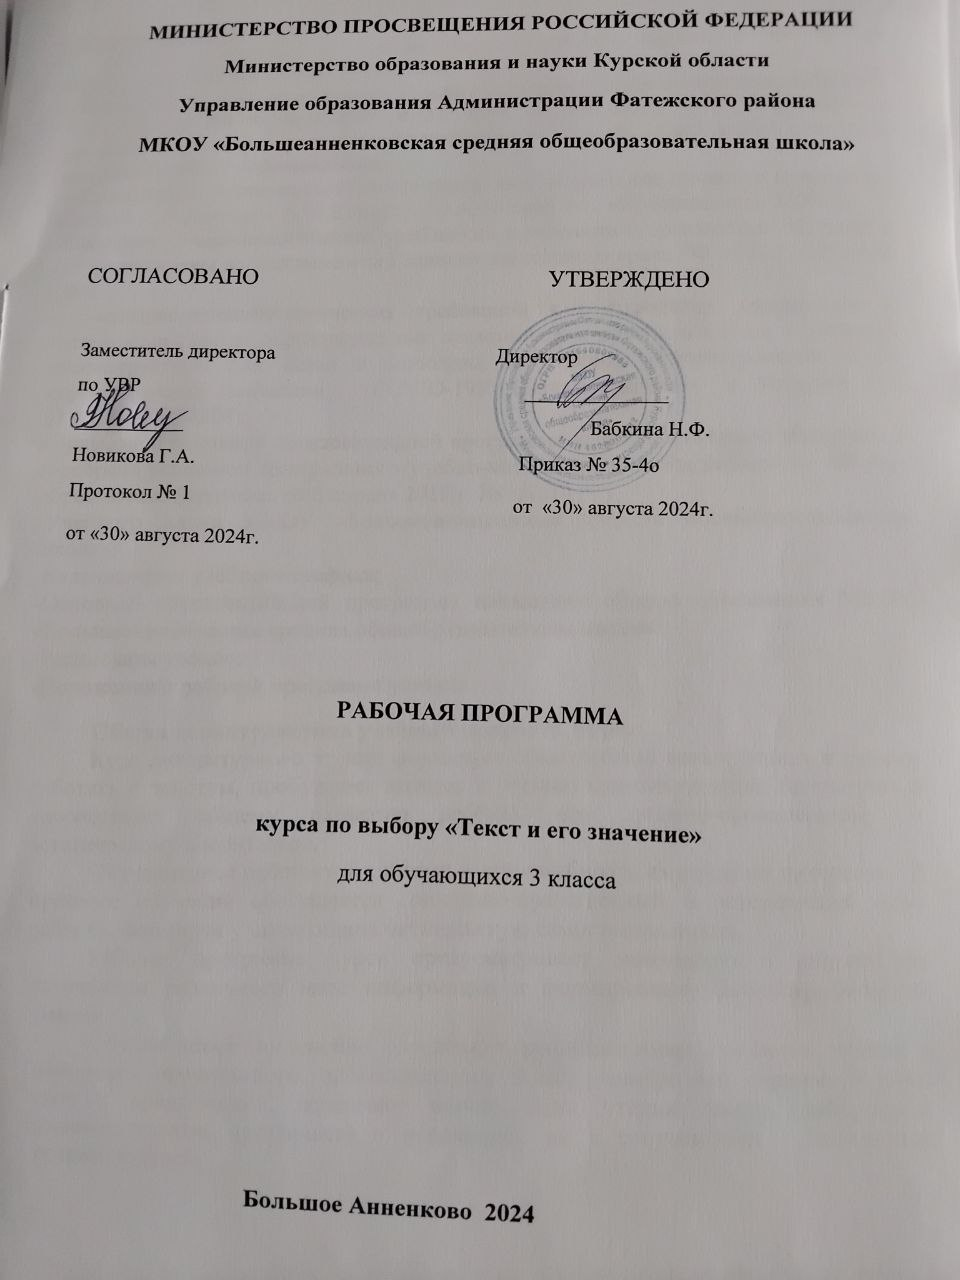 МИНИСТЕРСТВО ПРОСВЕЩЕНИЯ РОССИЙСКОЙ ФЕДЕРАЦИИ
Министерство образования и науки Курской области
Управление образования Администрации Фатежского района
МКОУ «Большеанненковская средняя общеобразовательная школа»
СОГЛАСОВАНО
УТВЕРЖДЕНО
Заместитель директора
по УВР
Новикова Г.А.
Протокол № 1
от «30» августа 2024г.
Директор
Бабкина Н.Ф.
Приказ № 35-4о
от «30» августа 2024г.
РАБОЧАЯ ПРОГРАММА
курса по выбору «Текст и его значение»
для обучающихся 3 класса
Большое Анненково 2024